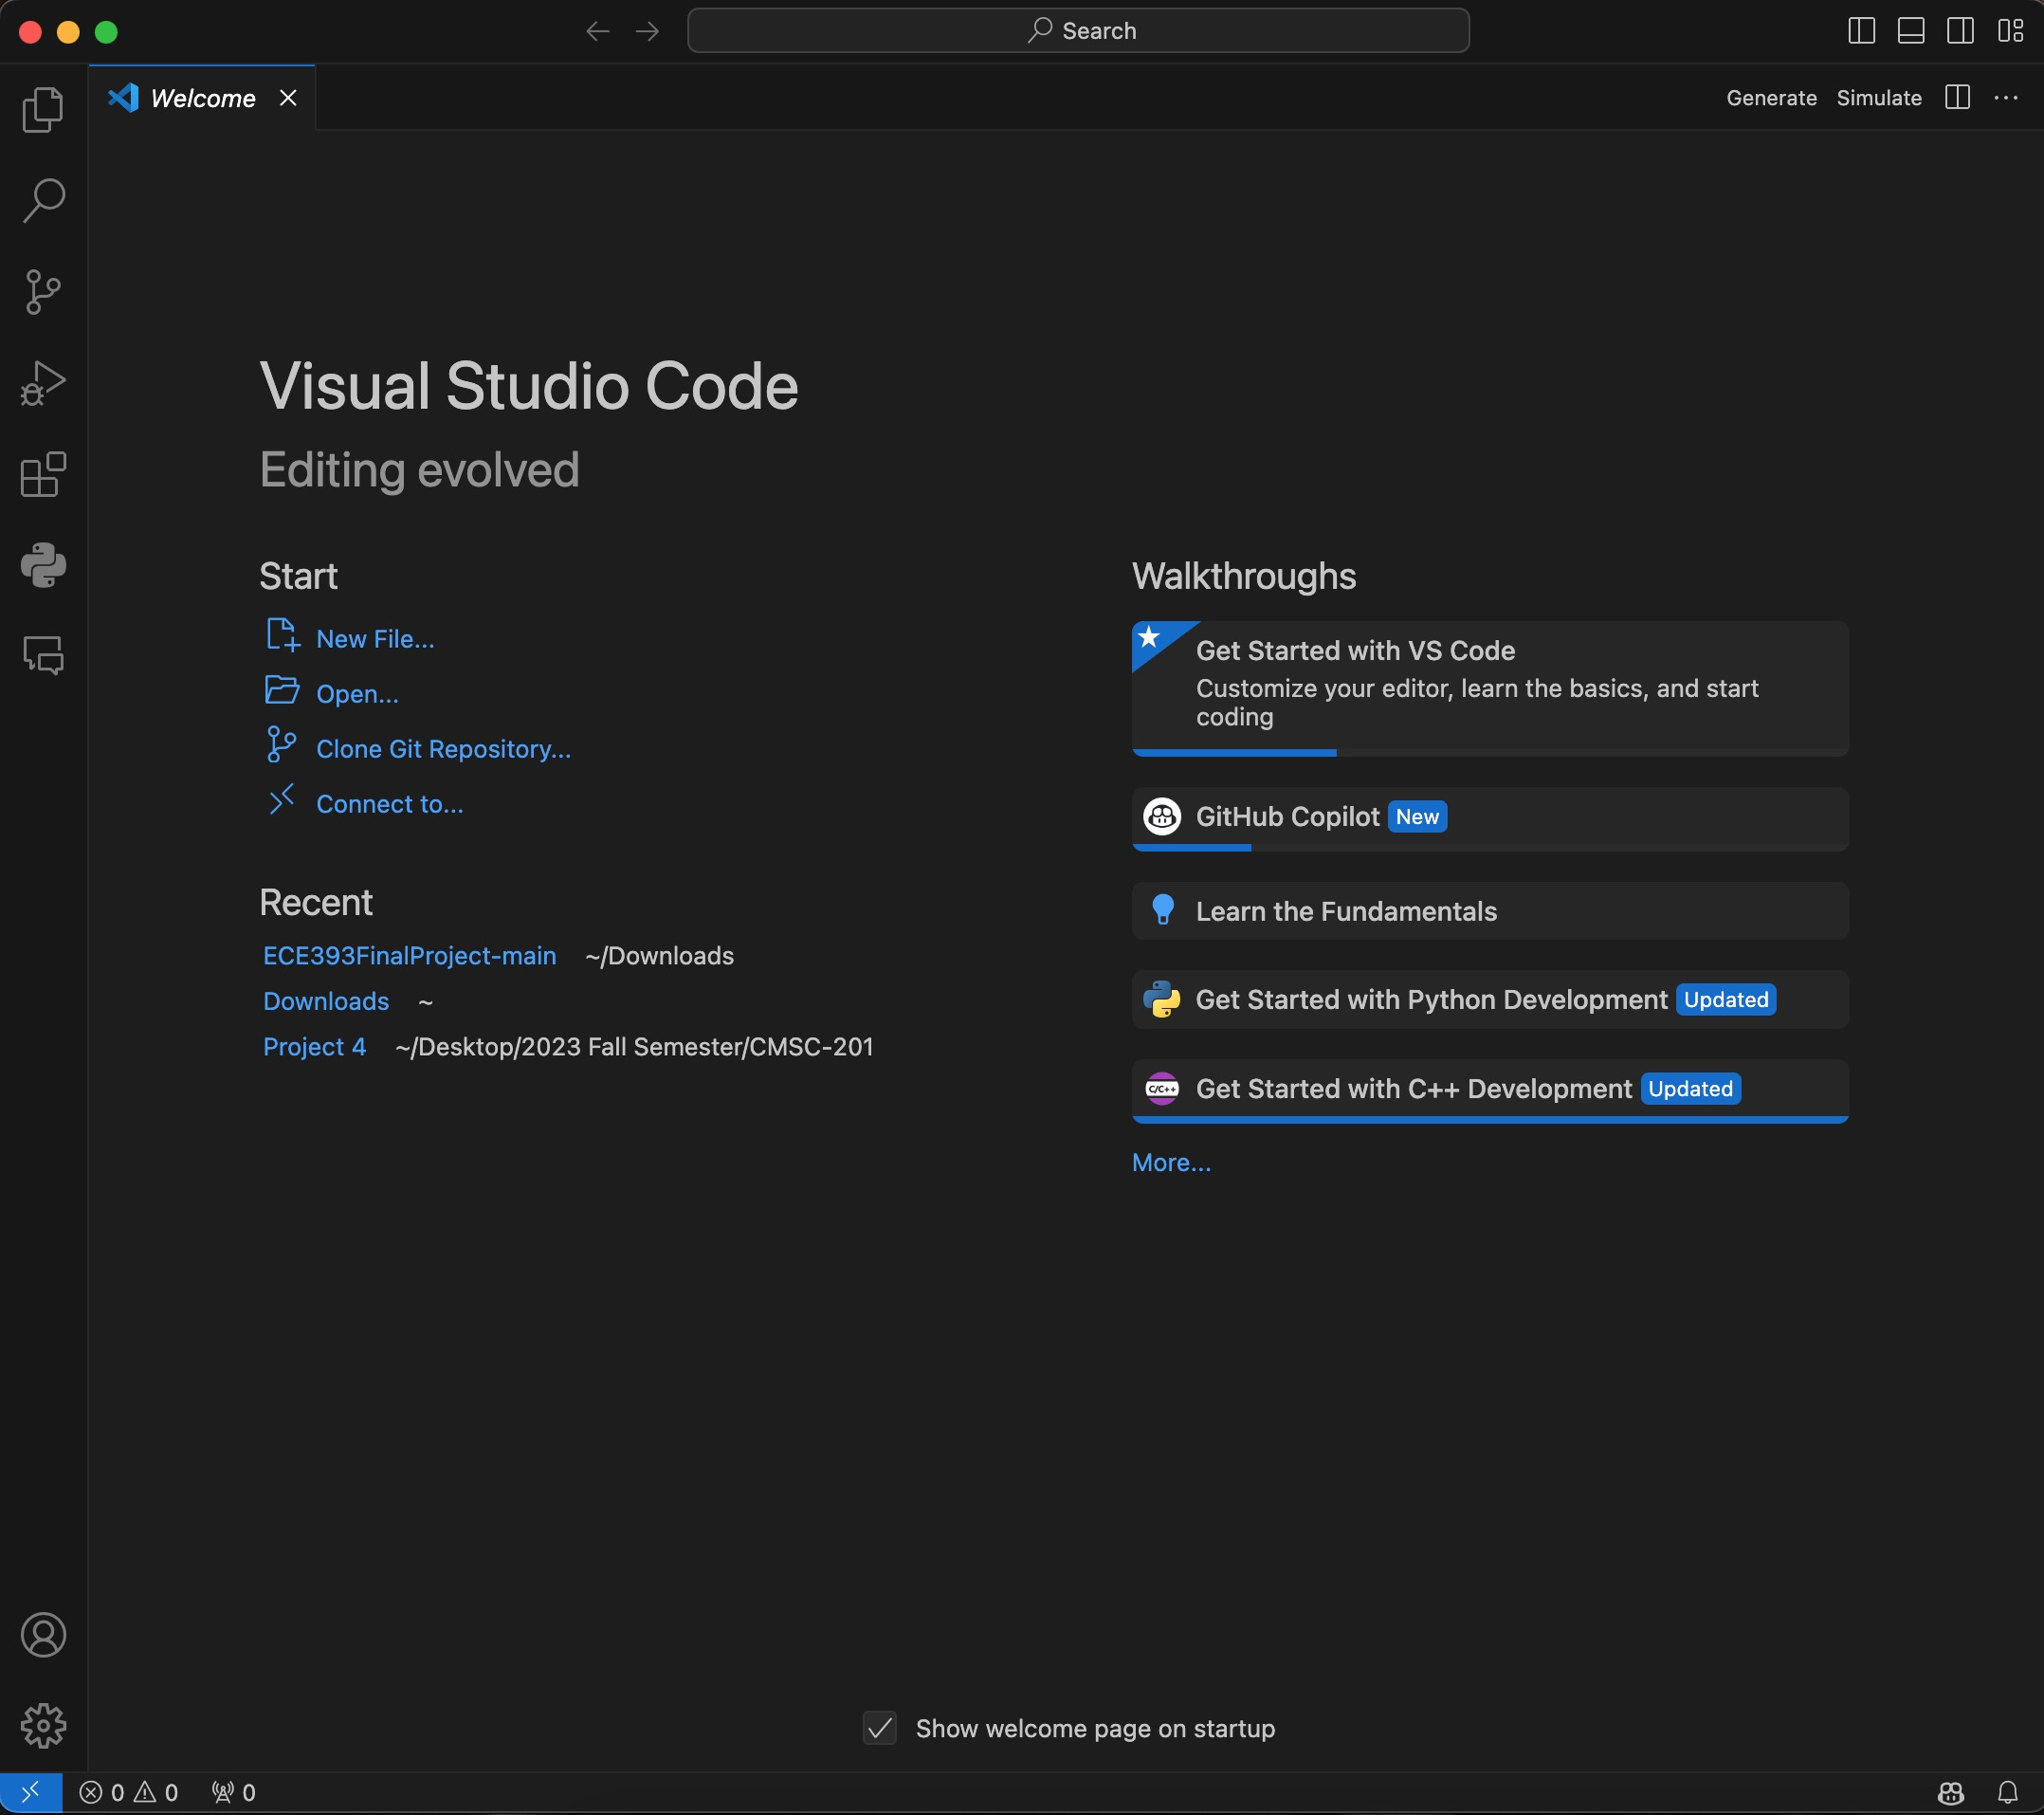 Search
Welcome
Generate Simulate
Visual Studio Code
Editing evolved
Start
New File...
Open...
Clone Git Repository...
Connect to...
Recent
ECE393FinalProject-main ~/Downloads
Downloads ~
Project 4 ~/Desktop/2023 Fall Semester/CMSC-201
Walkthroughs
Get Started with VS Code
Customize your editor, learn the basics, and start
coding
GitHub Copilot New
Learn the Fundamentals
Get Started with Python Development Updated
C/C++ Get Started with C++ Development Updated
More...
Show welcome page on startup
0 0 0